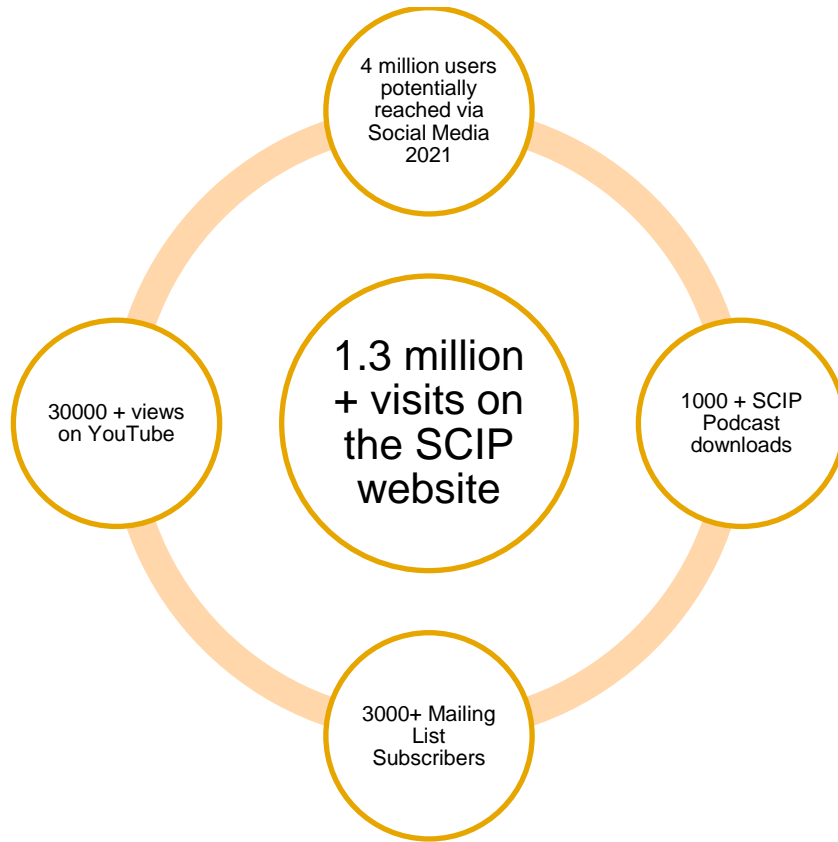 4 million users
potentially
reached via
Social Media
2021
1.3 million
+ visits on
the SCIP
website
30000 + views
on YouTube
1000 + SCIP
Podcast
downloads
3000+ Mailing
List
Subscribers